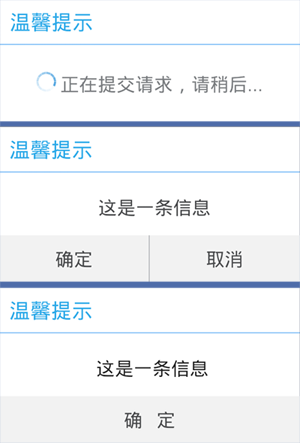 温馨提示
正在提交请求，请稍后...
温馨提示
这是一条信息
确定 取消
温馨提示
这是一条信息
确 定